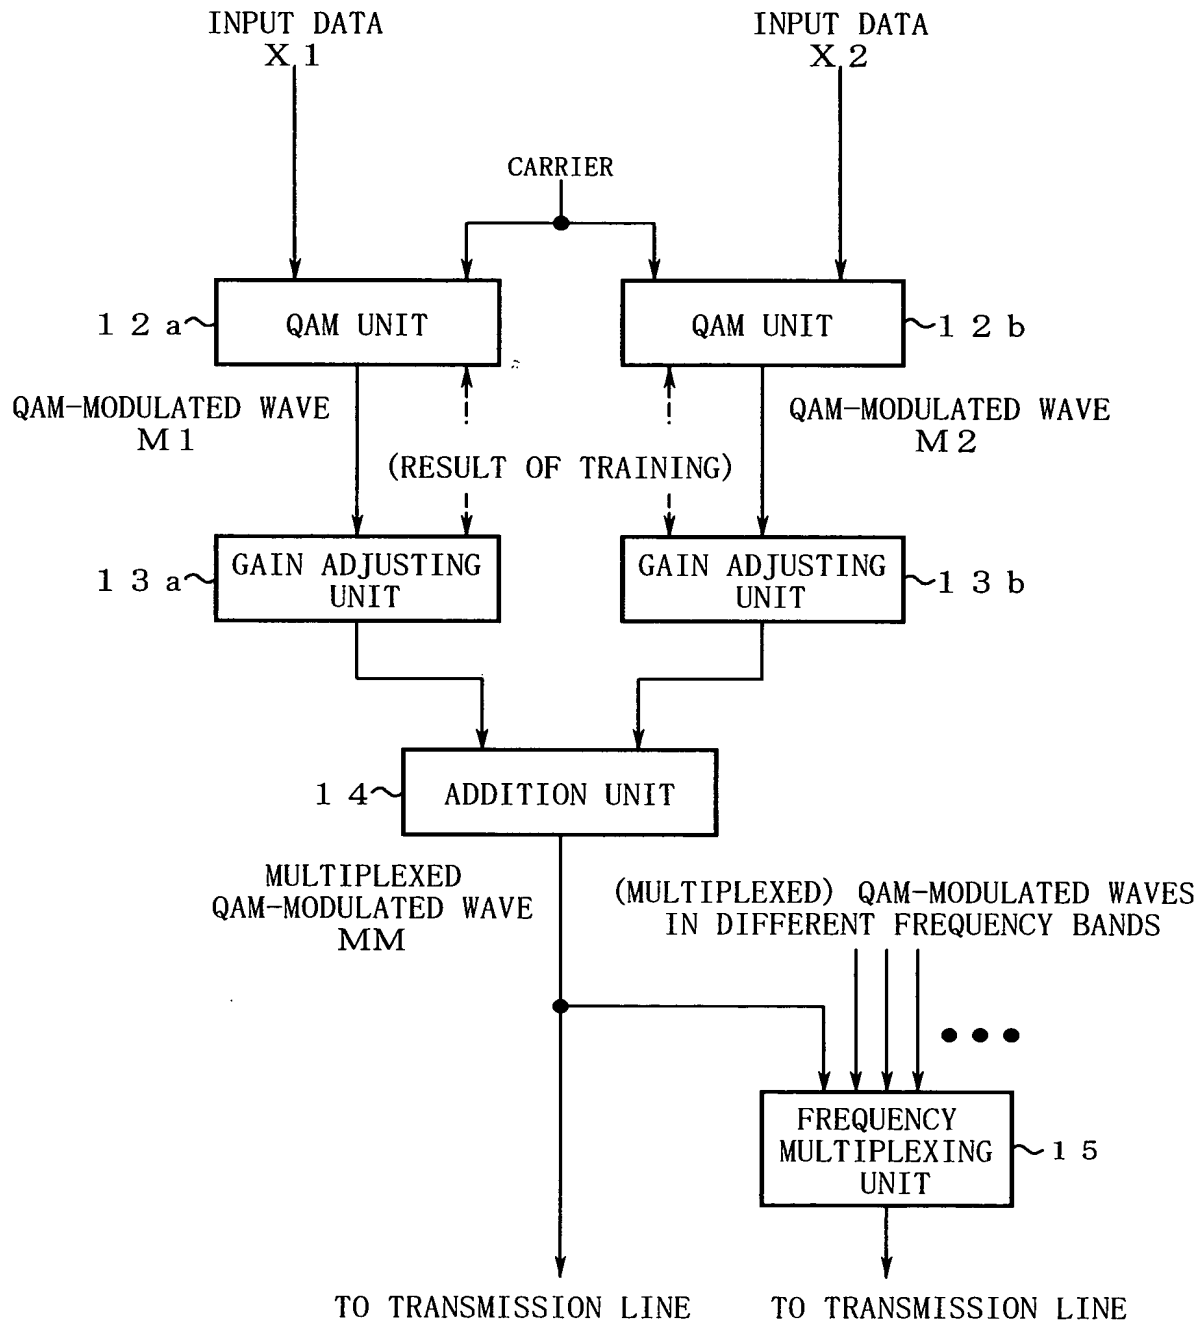 INPUT DATA
X1
INPUT DATA
X2
CARRIER
12a
QAM UNIT
QAM UNIT
12b
QAM-MODULATED WAVE
M1
QAM-MODULATED WAVE
M2
(RESULT OF TRAINING)
13a
GAIN ADJUSTING
UNIT
GAIN ADJUSTING
UNIT
13b
14
ADDITION UNIT
MULTIPLEXED
QAM-MODULATED WAVE
MM
(MULTIPLEXED) QAM-MODULATED WAVES
IN DIFFERENT FREQUENCY BANDS
FREQUENCY
MULTIPLEXING
UNIT
15
TO TRANSMISSION LINE
TO TRANSMISSION LINE